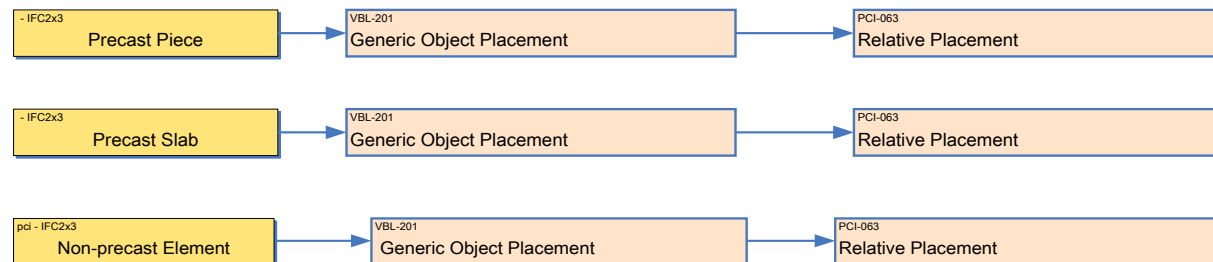 - IFC2x3
Precast Piece
VBL-201
Generic Object Placement
PCI-063
Relative Placement
- IFC2x3
Precast Slab
VBL-201
Generic Object Placement
PCI-063
Relative Placement
pci - IFC2x3
Non-precast Element
VBL-201
Generic Object Placement
PCI-063
Relative Placement